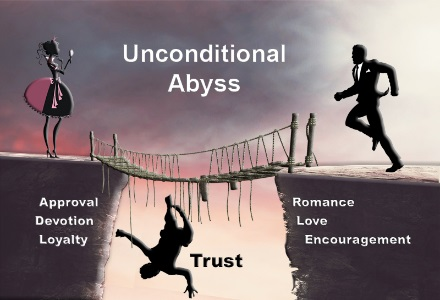 Unconditional
Abyss
Approval
Devotion
Loyalty
Romance
Love
Encouragement
Trust